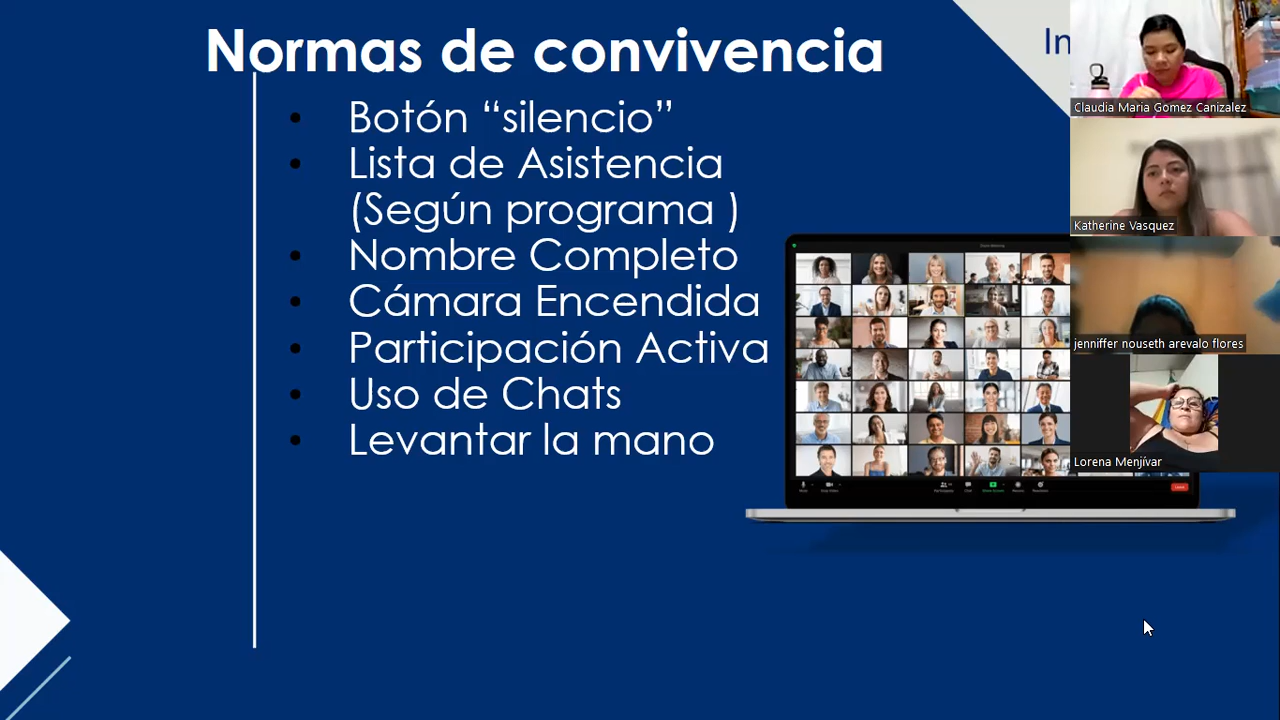 Normas de convivencia
In
• Botón “silencio”
• Lista de Asistencia
(Según programa )
• Nombre Completo
• Cámara Encendida
• Participación Activa
• Uso de Chats
• Levantar la mano
Claudia Maria Gomez Canizalez
Katherine Vasquez
jenniffer nouseth arevalo flores
Lorena Menjívar